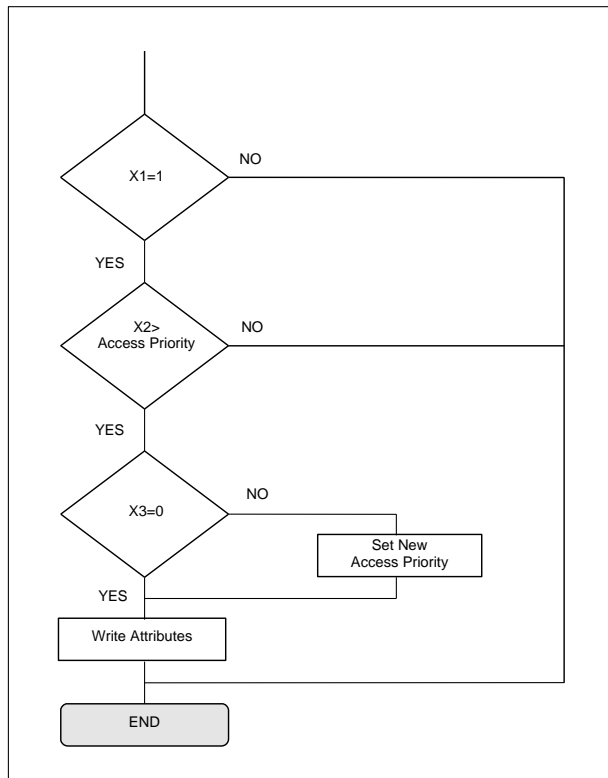 X1=1
NO
YES
X2>
Access Priority
NO
YES
X3=0
NO
Set New
Access Priority
YES
Write Attributes
END